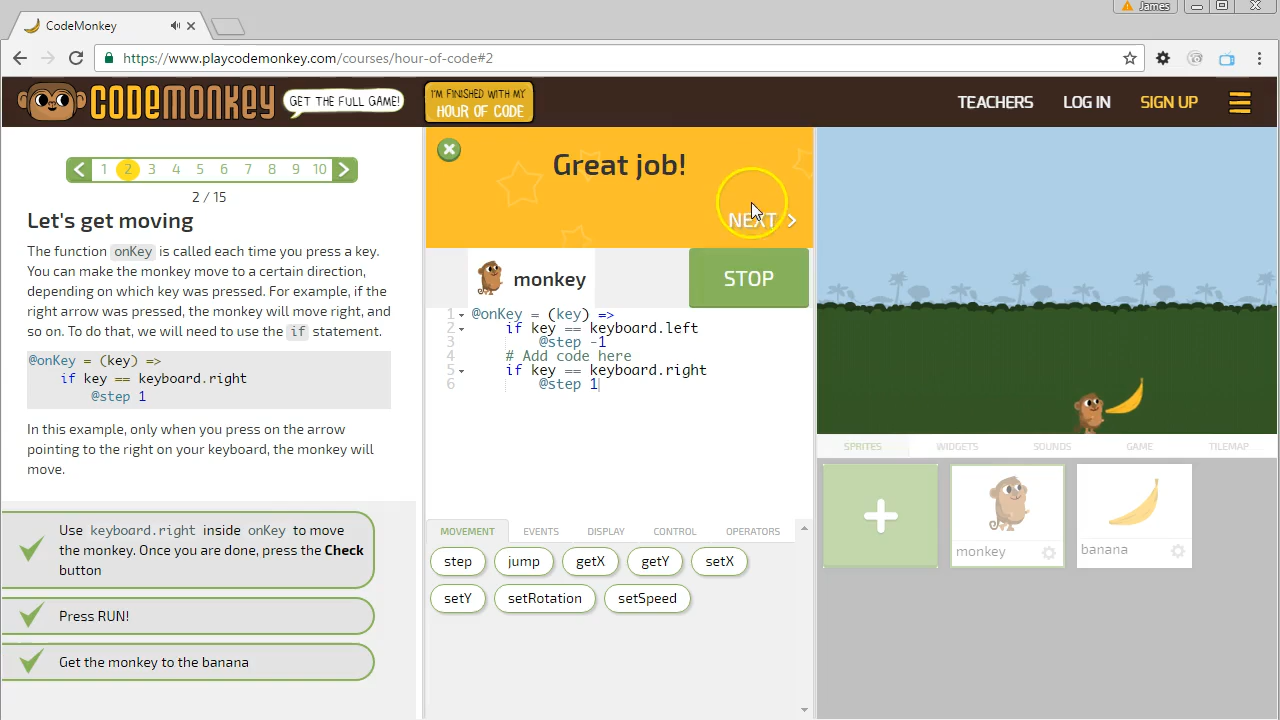 CodeMonkey
James
https://www.playcodemonkey.com/courses/hour-of-code#2
CODEMONKEY
GET THE FULL GAME!
I'M FINISHED WITH MY
HOUR OF CODE
TEACHERS
LOG IN
SIGN UP
1 2 3 4 5 6 7 8 9 10
2 / 15
Let's get moving
The function onKey is called each time you press a key.
You can make the monkey move to a certain direction,
depending on which key was pressed. For example, if the
right arrow was pressed, the monkey will move right, and
so on. To do that, we will need to use the if statement.
@onKey = (key) =>
if key == keyboard.right
@step 1
In this example, only when you press on the arrow
pointing to the right on your keyboard, the monkey will
move.
Use keyboard.right inside onKey to move
the monkey. Once you are done, press the Check
button
Press RUN!
Get the monkey to the banana
Great job!
NEXT
monkey
STOP
1 @onKey = (key) =>
2 if key == keyboard.left
3 @step -1
4 # Add code here
5 if key == keyboard.right
6 @step 1
MOVEMENT EVENTS DISPLAY CONTROL OPERATORS
step jump getX getY setX
setY setRotation setSpeed
SPRITES WIDGETS SOUNDS GAME TILEMAP
monkey
banana